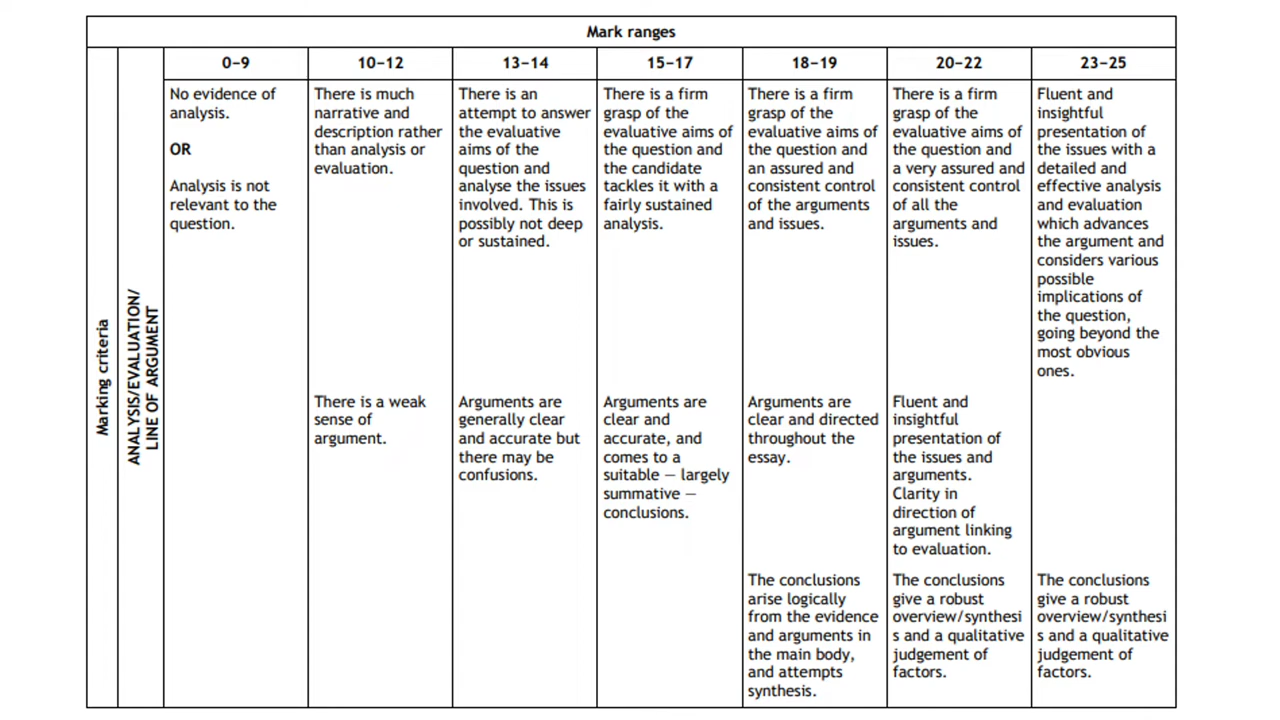 Mark ranges
0–9
10–12
13–14
15–17
18–19
20–22
23–25
Marking criteria
ANALYSIS/EVALUATION/
LINE OF ARGUMENT
No evidence of
analysis.
OR
Analysis is not
relevant to the
question.
There is much
narrative and
description rather
than analysis or
evaluation.
There is a weak
sense of
argument.
There is an
attempt to answer
the evaluative
aims of the
question and
analyse the issues
involved. This is
possibly not deep
or sustained.
Arguments are
generally clear
and accurate but
there may be
confusions.
There is a firm
grasp of the
evaluative aims of
the question and
the candidate
tackles it with a
fairly sustained
analysis.
Arguments are
clear and
accurate, and
comes to a
suitable — largely
summative —
conclusions.
There is a firm
grasp of the
evaluative aims of
the question and
an assured and
consistent control
of the arguments
and issues.
Arguments are
clear and directed
throughout the
essay.
The conclusions
arise logically
from the evidence
and arguments in
the main body,
and attempts
synthesis.
There is a firm
grasp of the
evaluative aims of
the question and
a very assured and
consistent control
of all the
arguments and
issues.
Fluent and
insightful
presentation of
the issues and
arguments.
Clarity in
direction of
argument linking
to evaluation.
The conclusions
give a robust
overview/synthesi
s and a qualitative
judgement of
factors.
Fluent and
insightful
presentation of
the issues with a
detailed and
effective analysis
and evaluation
which advances
the argument and
considers various
possible
implications of
the question,
going beyond the
most obvious
ones.
The conclusions
give a robust
overview/synthesi
s and a qualitative
judgement of
factors.